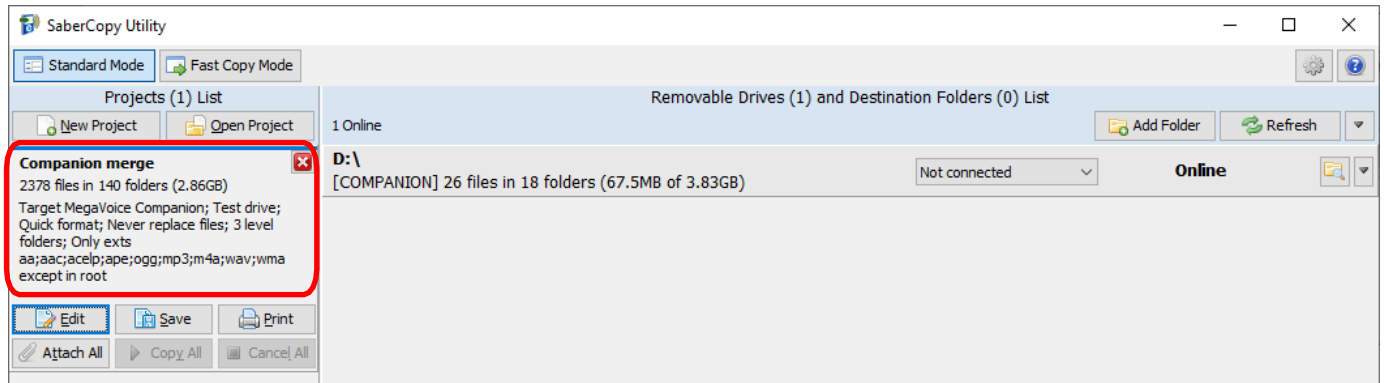 SaberCopy Utility
Standard Mode
Fast Copy Mode
Projects (1) List
New Project
Open Project
Companion merge
2378 files in 140 folders (2.86GB)
Target MegaVoice Companion; Test drive;
Quick format; Never replace files; 3 level
folders; Only exts
aa;aac;acelp;ape;ogg;mp3;m4a;wav;wma
except in root
Edit
Save
Print
Attach All
Copy All
Cancel All
Removable Drives (1) and Destination Folders (0) List
1 Online
Add Folder
Refresh
D:\
[COMPANION] 26 files in 18 folders (67.5MB of 3.83GB)
Not connected
Online